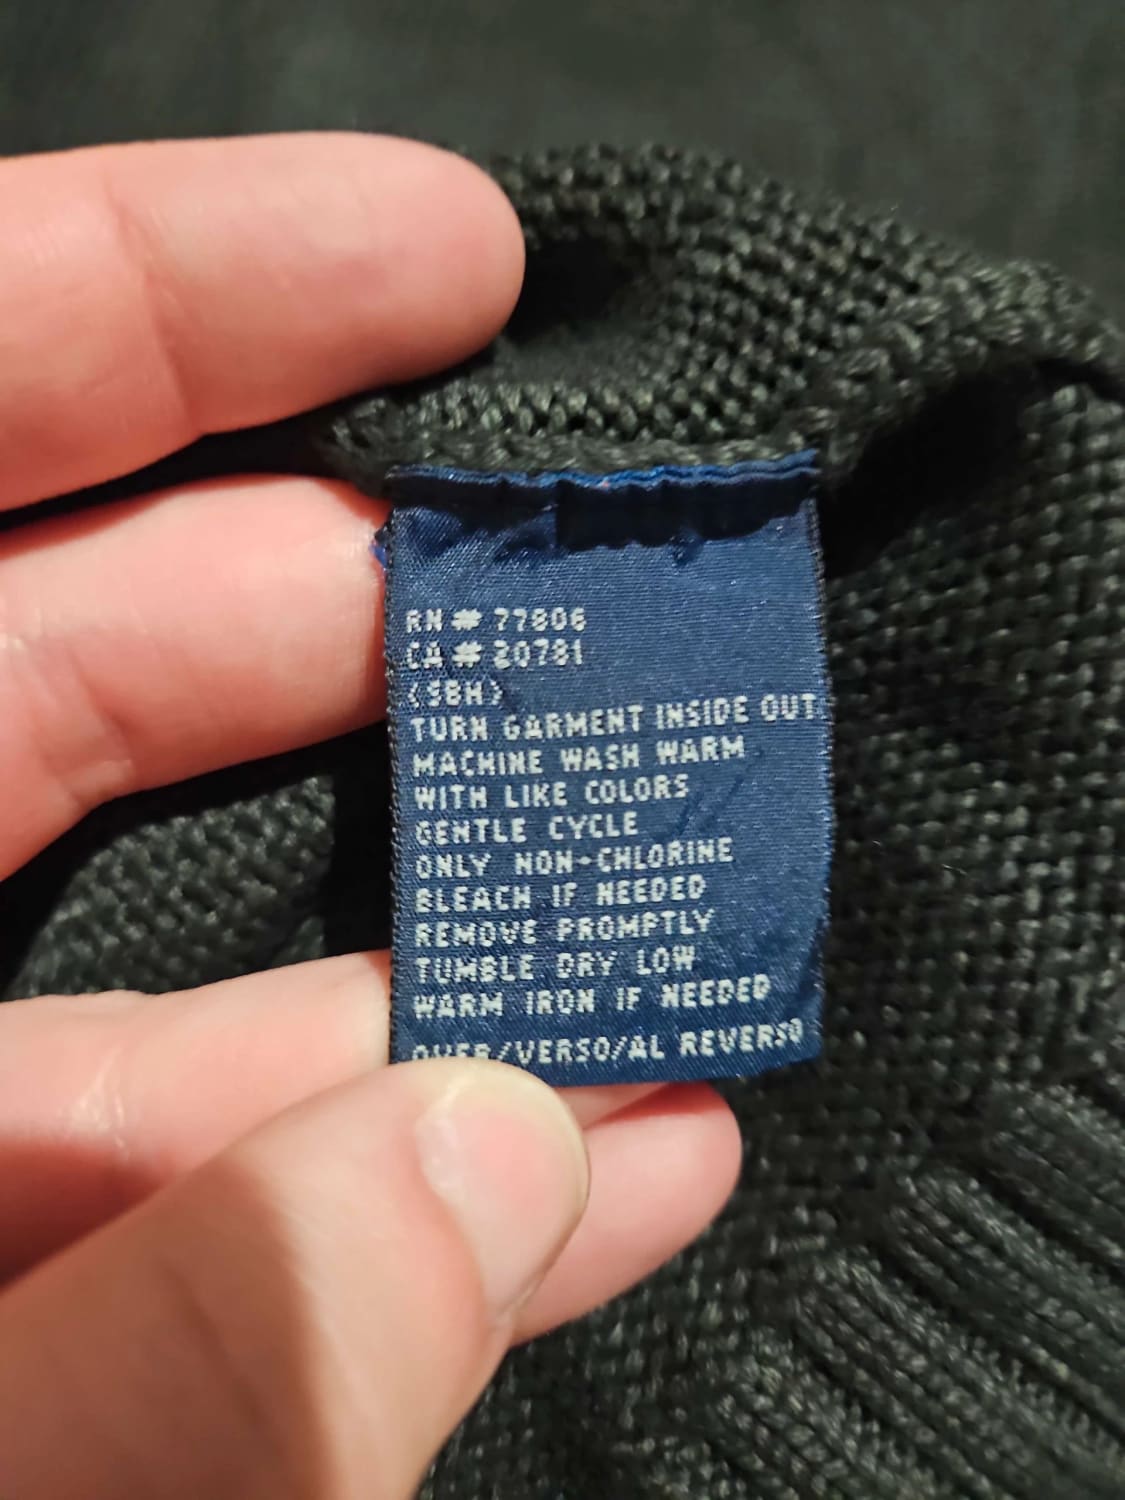 RN # 77806
CA # 20781
(SBH)
TURN GARMENT INSIDE OUT
MACHINE WASH WARM
WITH LIKE COLORS
GENTLE CYCLE
ONLY NON-CHLORINE
BLEACH IF NEEDED
REMOVE PROMPTLY
TUMBLE DRY LOW
WARM IRON IF NEEDED
OVER/VERSO/AL REVERSO